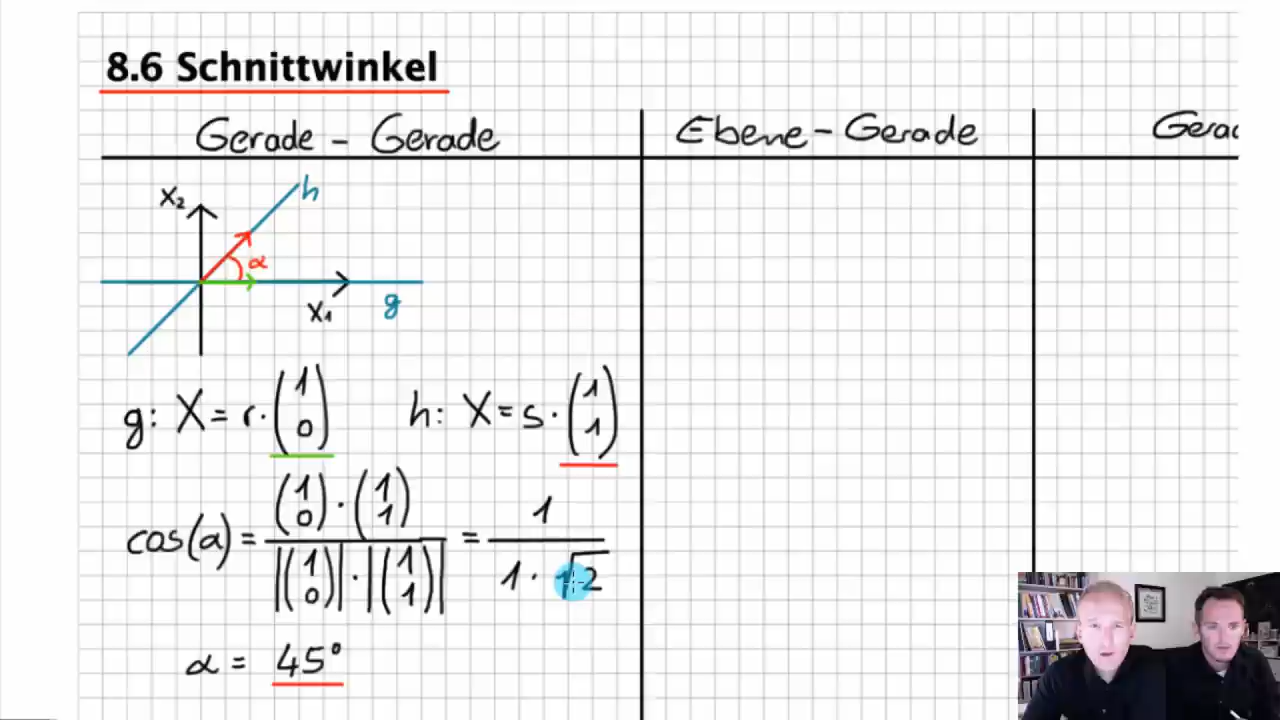 8.6 Schnittwinkel
Gerade - Gerade
Ebene - Gerade
Gerac
x₂
h
α
x₁
g
g: X = r · (1 0)
h: X = s · (1 1)
cos(α) = (1 0) · (1 1) / |(1 0)| · |(1 1)| = 1 / 1 · √2
α = 45°